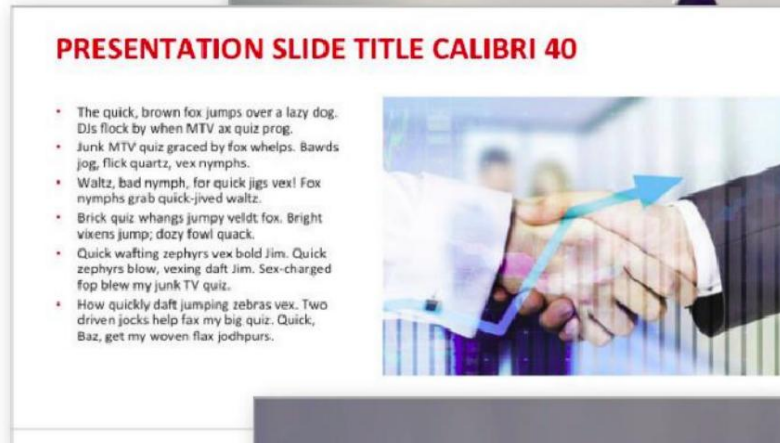 PRESENTATION SLIDE TITLE CALIBRI 40
• The quick, brown fox jumps over a lazy dog.
DJs flock by when MTV ax quiz prog.
• Junk MTV quiz graced by fox whelps. Bawds
jog, flick quartz, vex nymphs.
• Waltz, bad nymph, for quick jigs vex! Fox
nymphs grab quick-jived waltz.
• Brick quiz whangs jumpy veldt fox. Bright
vixens jump; dozy fowl quack.
• Quick wafting zephyrs vex bold Jim. Quick
zephyrs blow, vexing daft Jim. Sex-charged
fop blew my junk TV quiz.
• How quickly daft jumping zebras vex. Two
driven jocks help fax my big quiz. Quick,
Baz, get my woven flax jodhpurs.